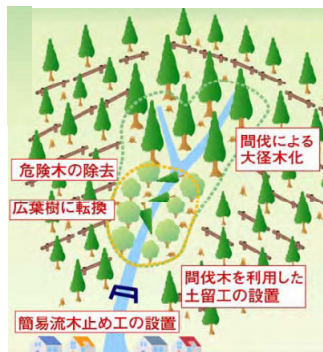 間伐による
大径木化
危険木の除去
広葉樹に転換
間伐木を利用した
土留工の設置
簡易流木止め工の設置